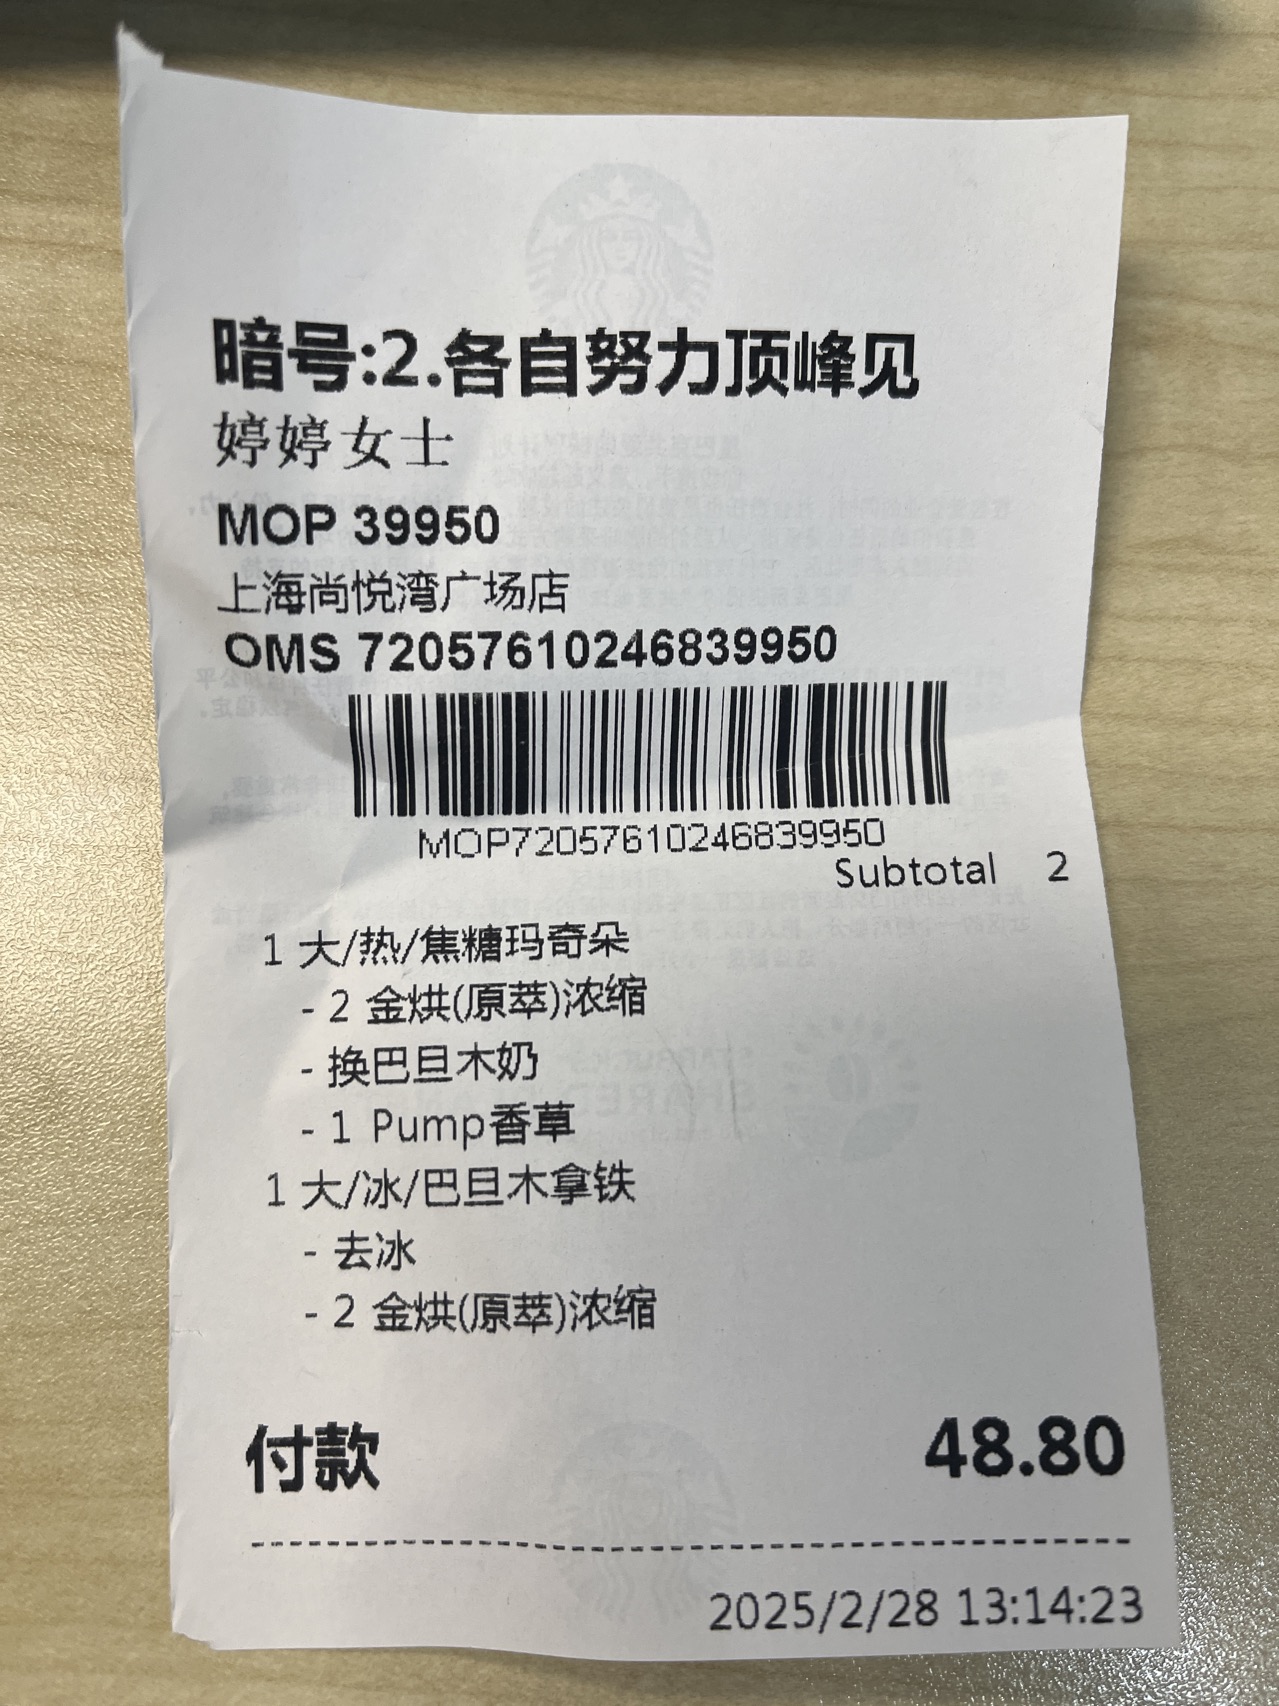 暗号:2.各自努力顶峰见
婷婷女士
MOP 39950
上海尚悦湾广场店
OMS 72057610246839950
MOP72057610246839950
Subtotal 2
1 大/热/焦糖玛奇朵
- 2 金烘(原萃)浓缩
- 换巴旦木奶
- 1 Pump香草
1 大/冰/巴旦木拿铁
- 去冰
- 2 金烘(原萃)浓缩
付款 48.80
2025/2/28 13:14:23